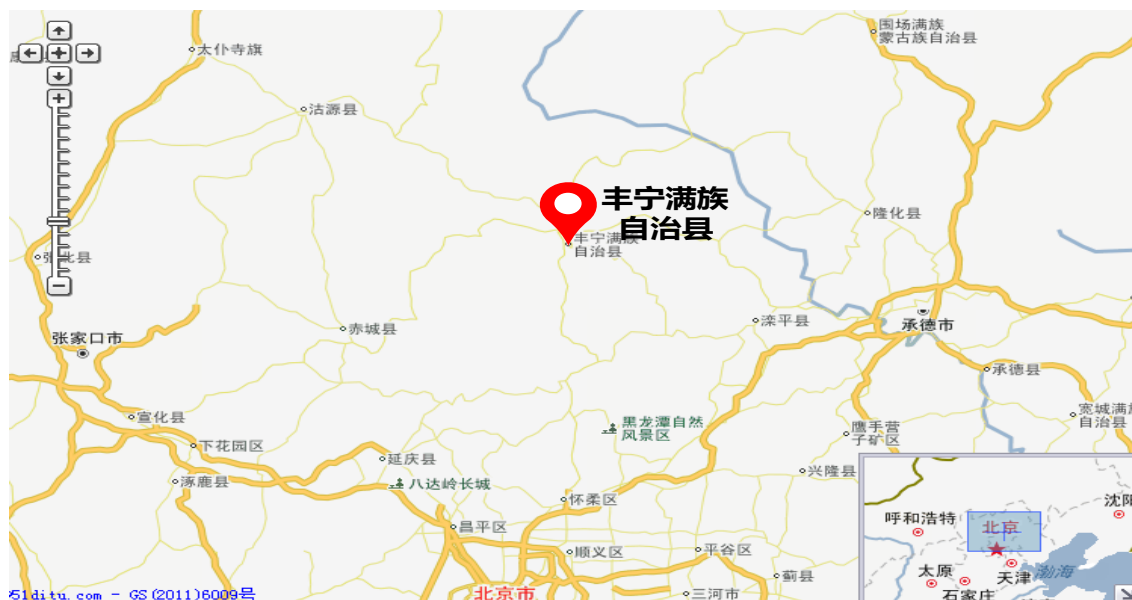 围场满族
蒙古族自治县
太仆寺旗
沽源县
丰宁满族
自治县
丰宁满族
自治县
隆化县
张北县
赤城县
滦平县
承德市
张家口市
承德县
宣化县
黑龙潭自然
风景区
鹰手营
子矿区
宽城满族
自治县
下花园区
延庆县
兴隆县
涿鹿县
八达岭长城
怀柔区
昌平区
顺义区
平谷区
蓟县
北京市
三河市
呼和浩特
北京
沈阳
太原
天津
渤海
石家庄
51ditu.com - GS(2011)6009号